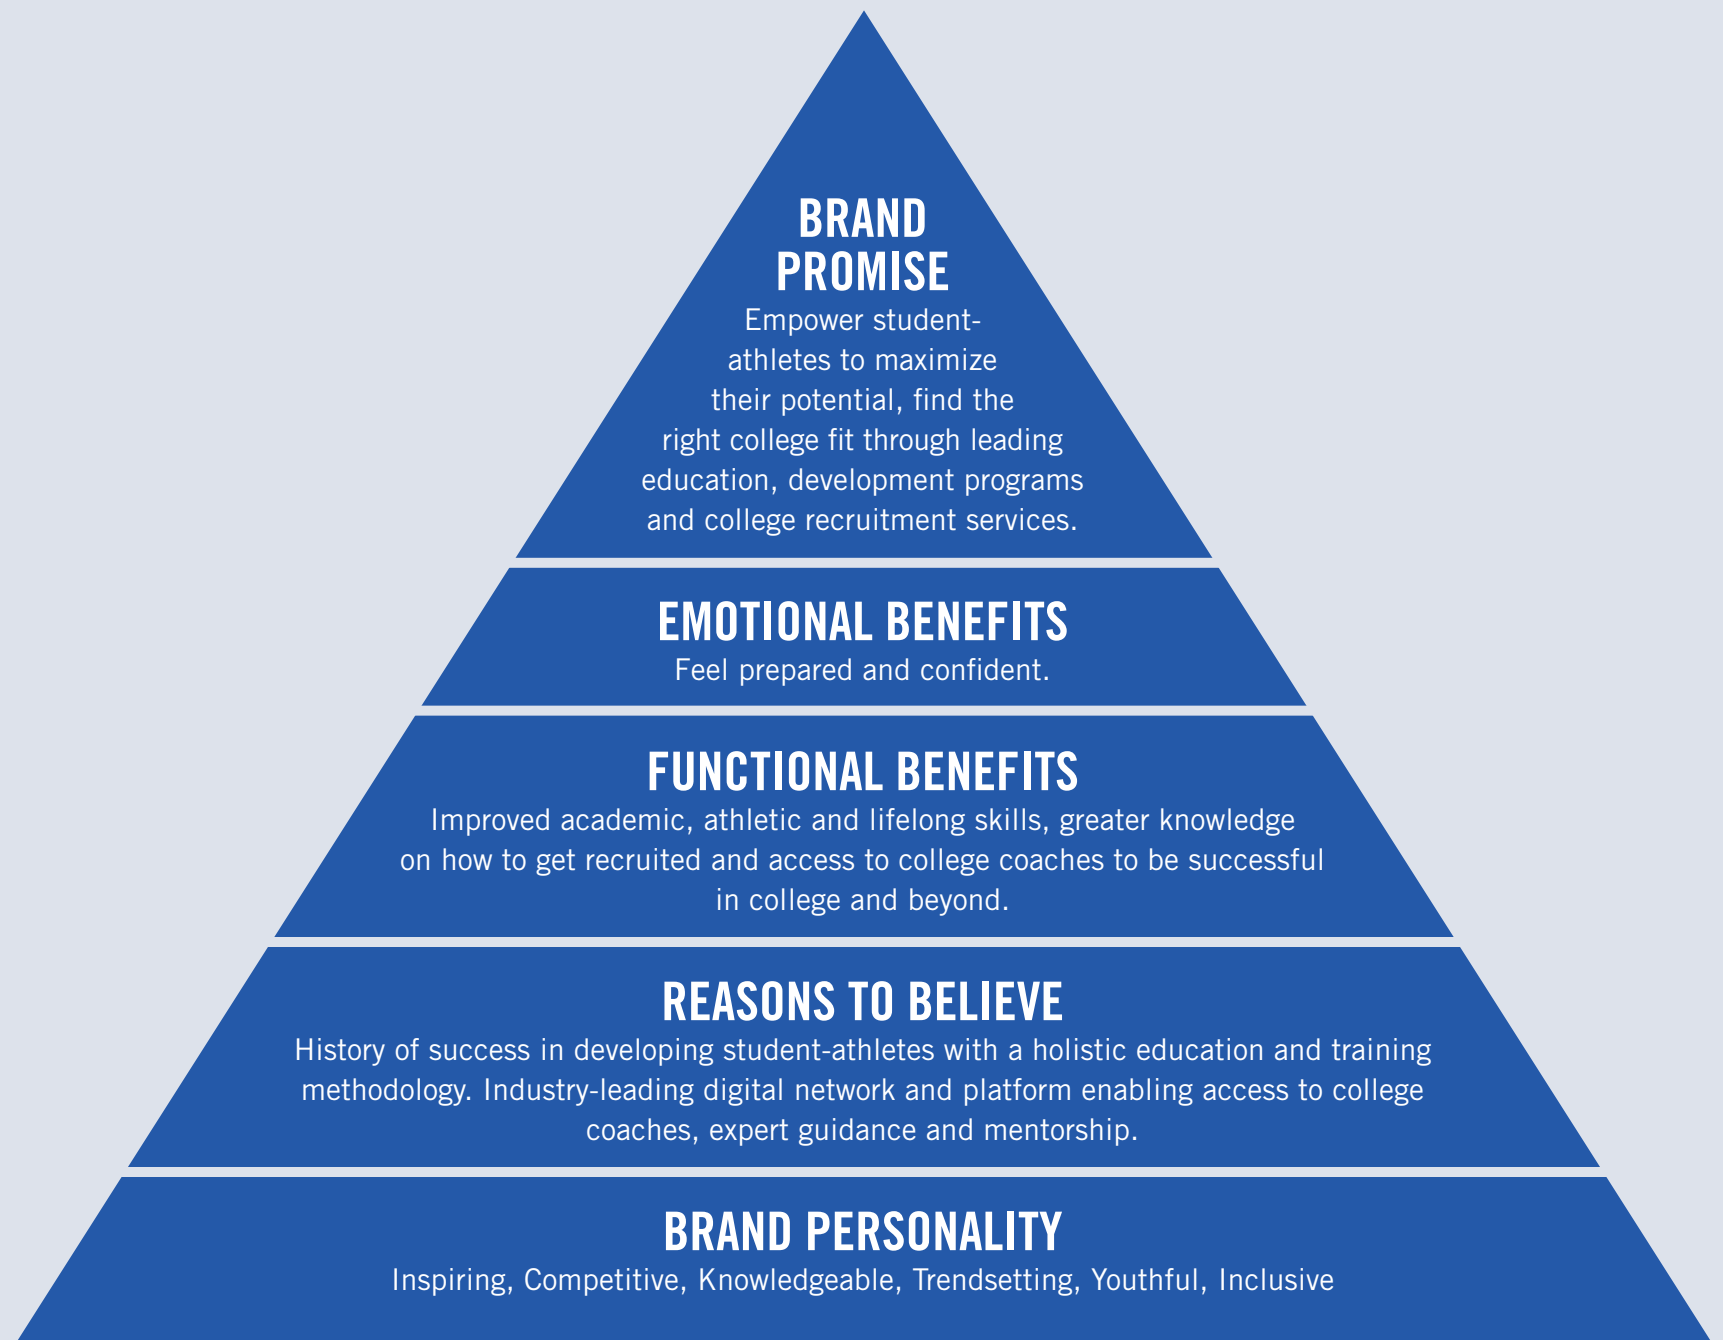 BRAND
PROMISE
Empower student-
athletes to maximize
their potential, find the
right college fit through leading
education, development programs
and college recruitment services.
EMOTIONAL BENEFITS
Feel prepared and confident.
FUNCTIONAL BENEFITS
Improved academic, athletic and lifelong skills, greater knowledge
on how to get recruited and access to college coaches to be successful
in college and beyond.
REASONS TO BELIEVE
History of success in developing student-athletes with a holistic education and training
methodology. Industry-leading digital network and platform enabling access to college
coaches, expert guidance and mentorship.
BRAND PERSONALITY
Inspiring, Competitive, Knowledgeable, Trendsetting, Youthful, Inclusive